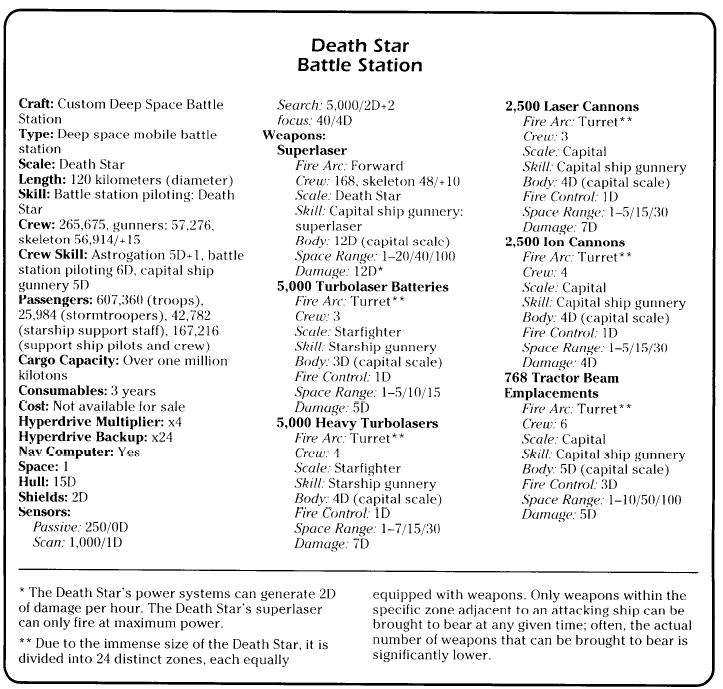 Death Star
Battle Station
Craft: Custom Deep Space Battle
Station
Type: Deep space mobile battle
station
Scale: Death Star
Length: 120 kilometers (diameter)
Skill: Battle station piloting: Death
Star
Crew: 265,675, gunners: 57,276,
skeleton 56,914/+15
Crew Skill: Astrogation 5D+1, battle
station piloting 6D, capital ship
gunnery 5D
Passengers: 607,360 (troops),
25,984 (stormtroopers), 42,782
(starship support staff), 167,216
(support ship pilots and crew)
Cargo Capacity: Over one million
kilotons
Consumables: 3 years
Cost: Not available for sale
Hyperdrive Multiplier: x4
Hyperdrive Backup: x24
Nav Computer: Yes
Space: 1
Hull: 15D
Shields: 2D
Sensors:
Passive: 250/0D
Scan: 1,000/1D
Search: 5,000/2D+2
focus: 40/4D
Weapons:
Superlaser
Fire Arc: Forward
Crew: 168, skeleton 48/+10
Scale: Death Star
Skill: Capital ship gunnery:
superlaser
Body: 12D (capital scale)
Space Range: 1–20/40/100
Damage: 12D*
5,000 Turbolaser Batteries
Fire Arc: Turret**
Crew: 3
Scale: Starfighter
Skill: Starship gunnery
Body: 3D (capital scale)
Fire Control: 1D
Space Range: 1–5/10/15
Damage: 5D
5,000 Heavy Turbolasers
Fire Arc: Turret**
Crew: 4
Scale: Starfighter
Skill: Starship gunnery
Body: 4D (capital scale)
Fire Control: 1D
Space Range: 1–7/15/30
Damage: 7D
2,500 Laser Cannons
Fire Arc: Turret**
Crew: 3
Scale: Capital
Skill: Capital ship gunnery
Body: 4D (capital scale)
Fire Control: 1D
Space Range: 1–5/15/30
Damage: 7D
2,500 Ion Cannons
Fire Arc: Turret**
Crew: 4
Scale: Capital
Skill: Capital ship gunnery
Body: 4D (capital scale)
Fire Control: 1D
Space Range: 1–5/15/30
Damage: 4D
768 Tractor Beam
Emplacements
Fire Arc: Turret**
Crew: 6
Scale: Capital
Skill: Capital ship gunnery
Body: 5D (capital scale)
Fire Control: 3D
Space Range: 1–10/50/100
Damage: 5D
* The Death Star's power systems can generate 2D
of damage per hour. The Death Star's superlaser
can only fire at maximum power.
** Due to the immense size of the Death Star, it is
divided into 24 distinct zones, each equally
equipped with weapons. Only weapons within the
specific zone adjacent to an attacking ship can be
brought to bear at any given time; often, the actual
number of weapons that can be brought to bear is
significantly lower.